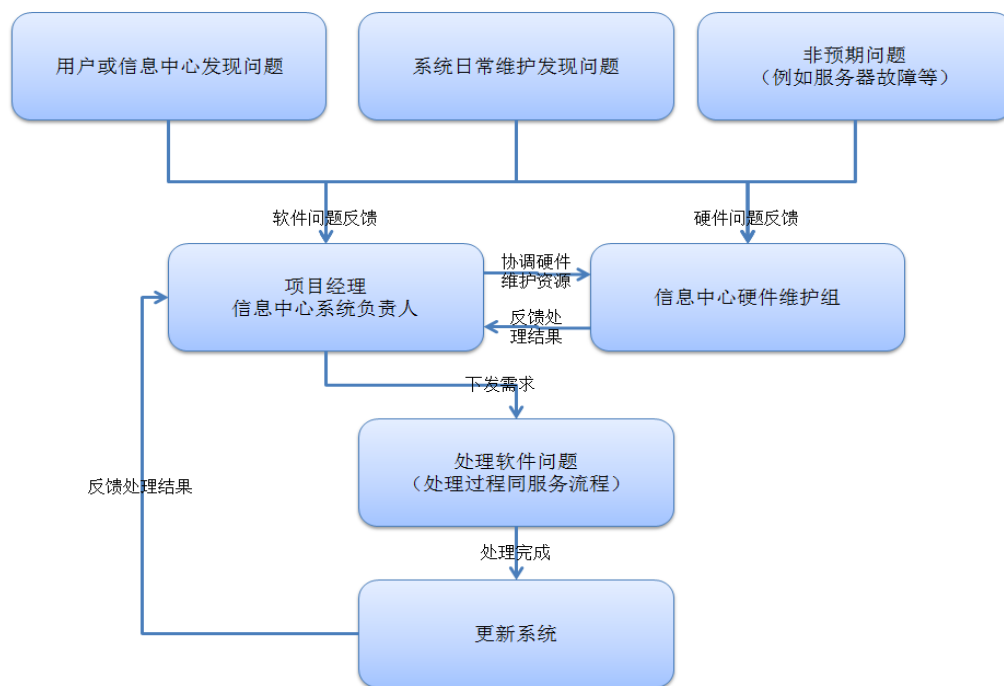 用户或信息中心发现问题
系统日常维护发现问题
非预期问题
（例如服务器故障等）
软件问题反馈
硬件问题反馈
项目经理
信息中心系统负责人
协调硬件
维护资源
反馈处
理结果
信息中心硬件维护组
下发需求
处理软件问题
（处理过程同服务流程）
反馈处理结果
处理完成
更新系统